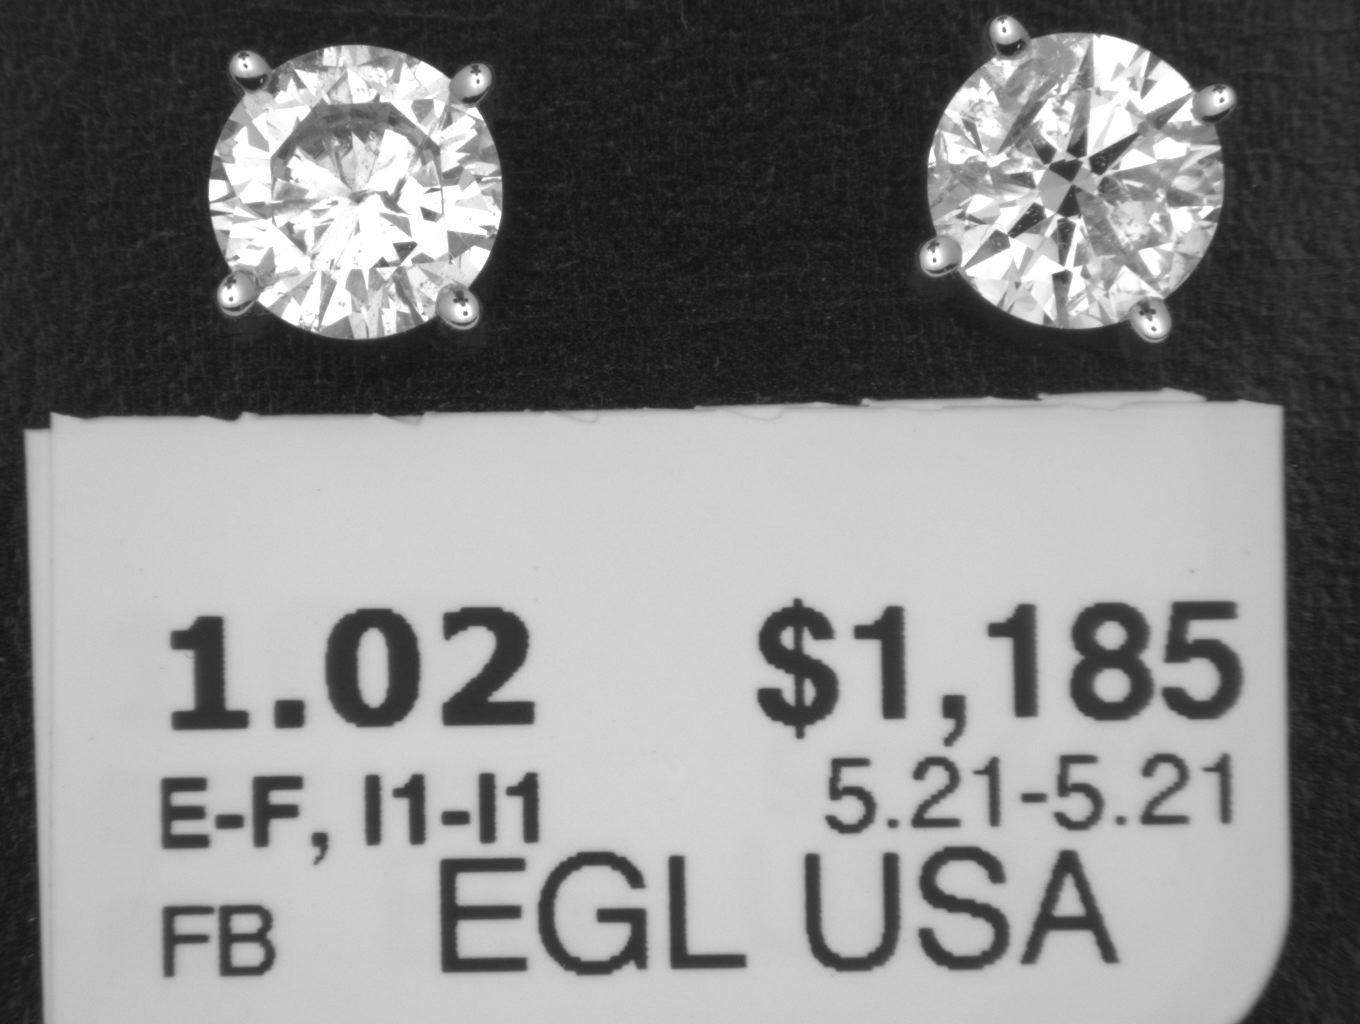 1.02 $1,185
E-F, I1-I1 5.21-5.21
FB EGL USA